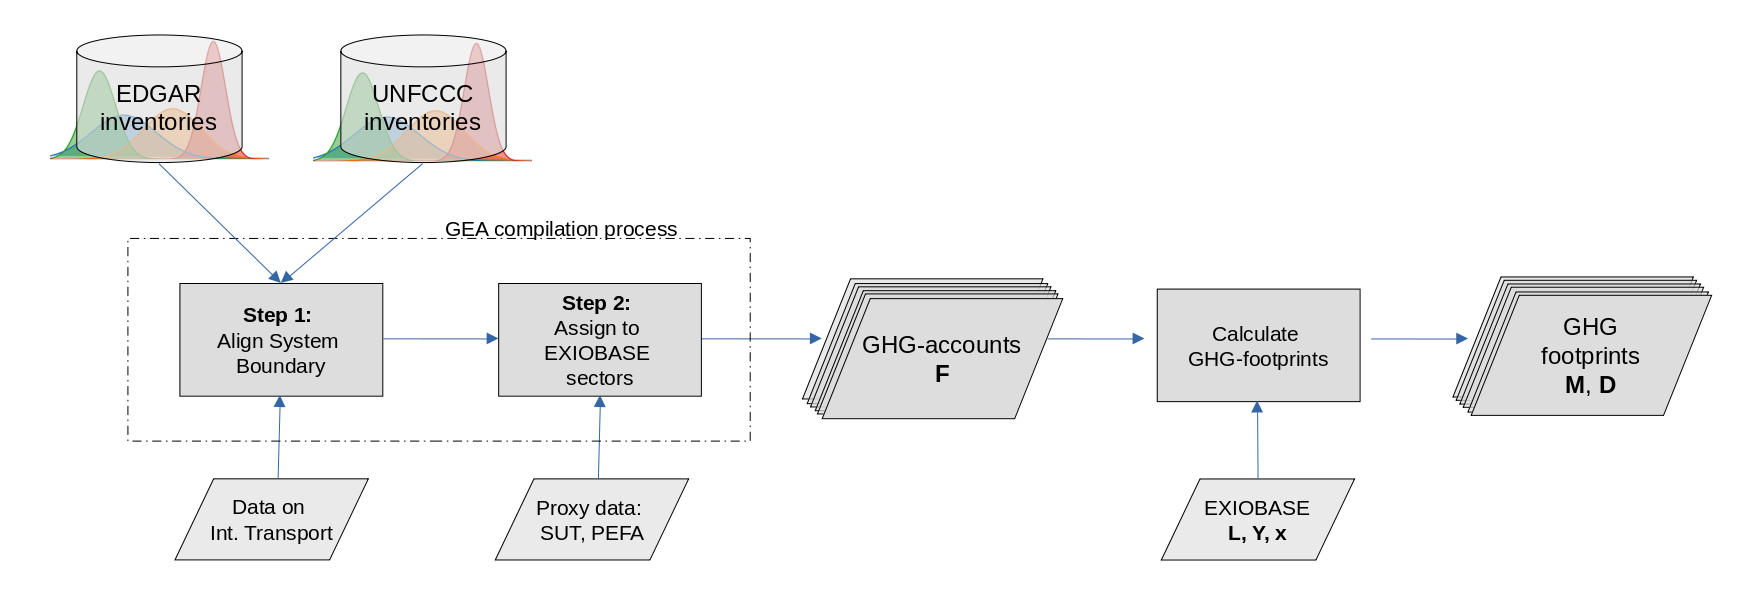 EDGAR
inventories
UNFCCC
inventories
GEA compilation process
Step 1:
Align System
Boundary
Step 2:
Assign to
EXIOBASE
sectors
GHG-accounts
F
Calculate
GHG-footprints
GHG
footprints
M, D
Data on
Int. Transport
Proxy data:
SUT, PEFA
EXIOBASE
L, Y, x